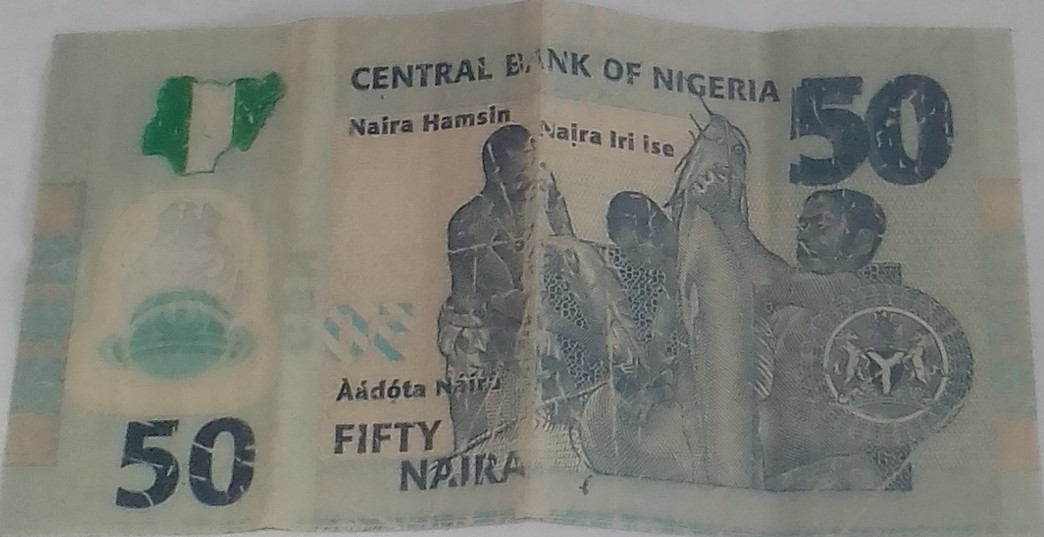 CENTRAL BANK OF NIGERIA
50
Naira Hamsin
Naịra Iri ise
Àádọ́ta Náírà
FIFTY
NAIRA
50